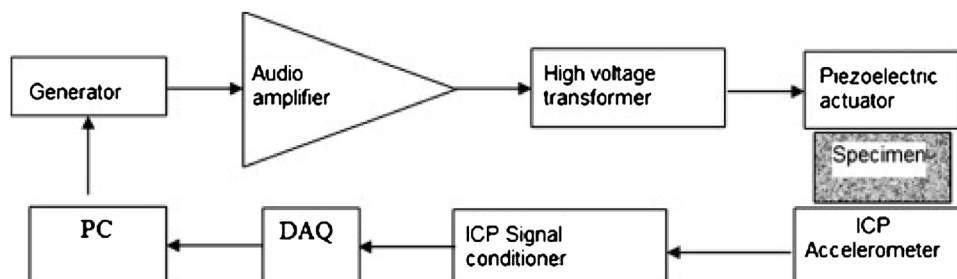 Generator
Audio
amplifier
High voltage
transformer
Piezoelectric
actuator
Specimen
PC
DAQ
ICP Signal
conditioner
ICP
Accelerometer